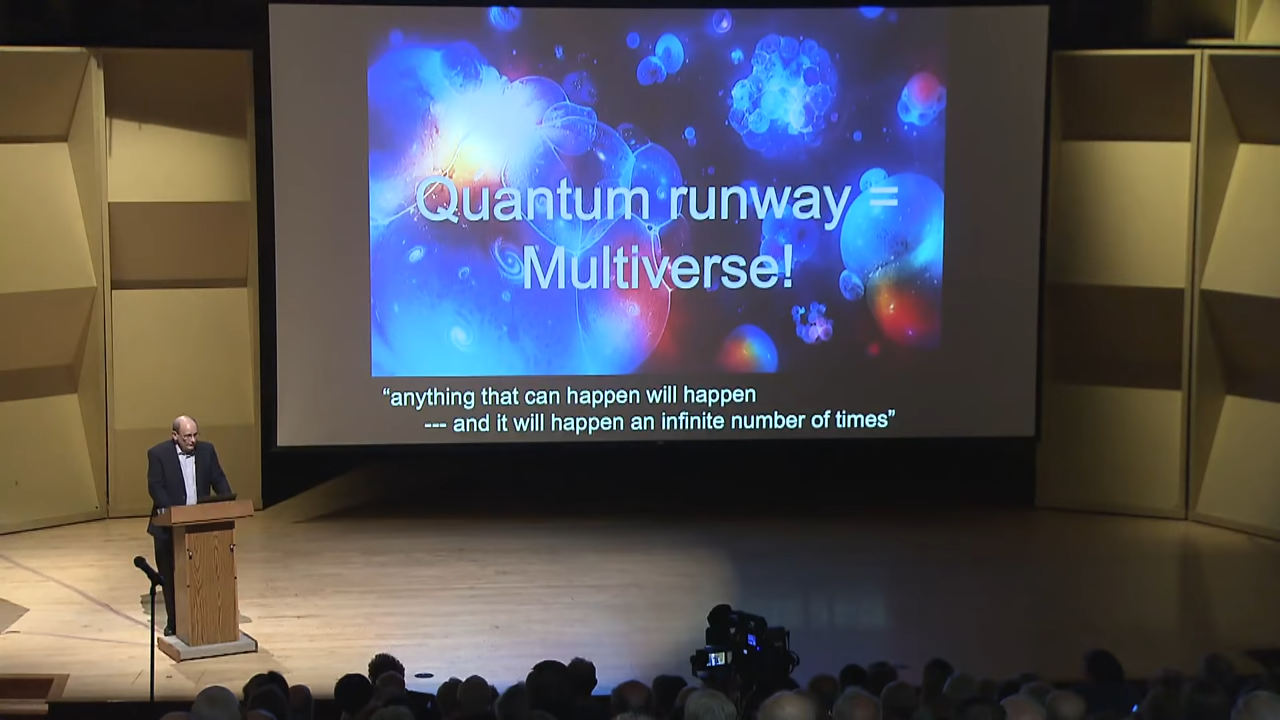 Quantum runway =
Multiverse!
“anything that can happen will happen
--- and it will happen an infinite number of times”